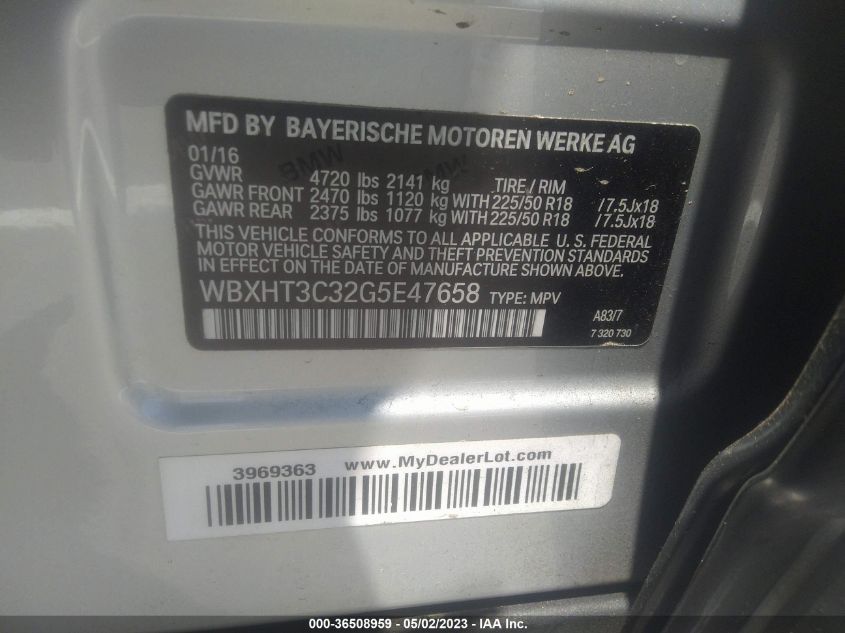 MFD BY BAYERISCHE MOTOREN WERKE AG
01/16
GVWR 4720 lbs 2141 kg TIRE / RIM
GAWR FRONT 2470 lbs 1120 kg WITH 225/50 R18 /7.5Jx18
GAWR REAR 2375 lbs 1077 kg WITH 225/50 R18 /7.5Jx18
THIS VEHICLE CONFORMS TO ALL APPLICABLE U. S. FEDERAL
MOTOR VEHICLE SAFETY AND THEFT PREVENTION STANDARDS
IN EFFECT ON THE DATE OF MANUFACTURE SHOWN ABOVE.
WBXHT3C32G5E47658 TYPE: MPV
A83/7
7 320 730
BMW
BMW
3969363 www.MyDealerLot.com
000-36508959 - 05/02/2023 - IAA Inc.